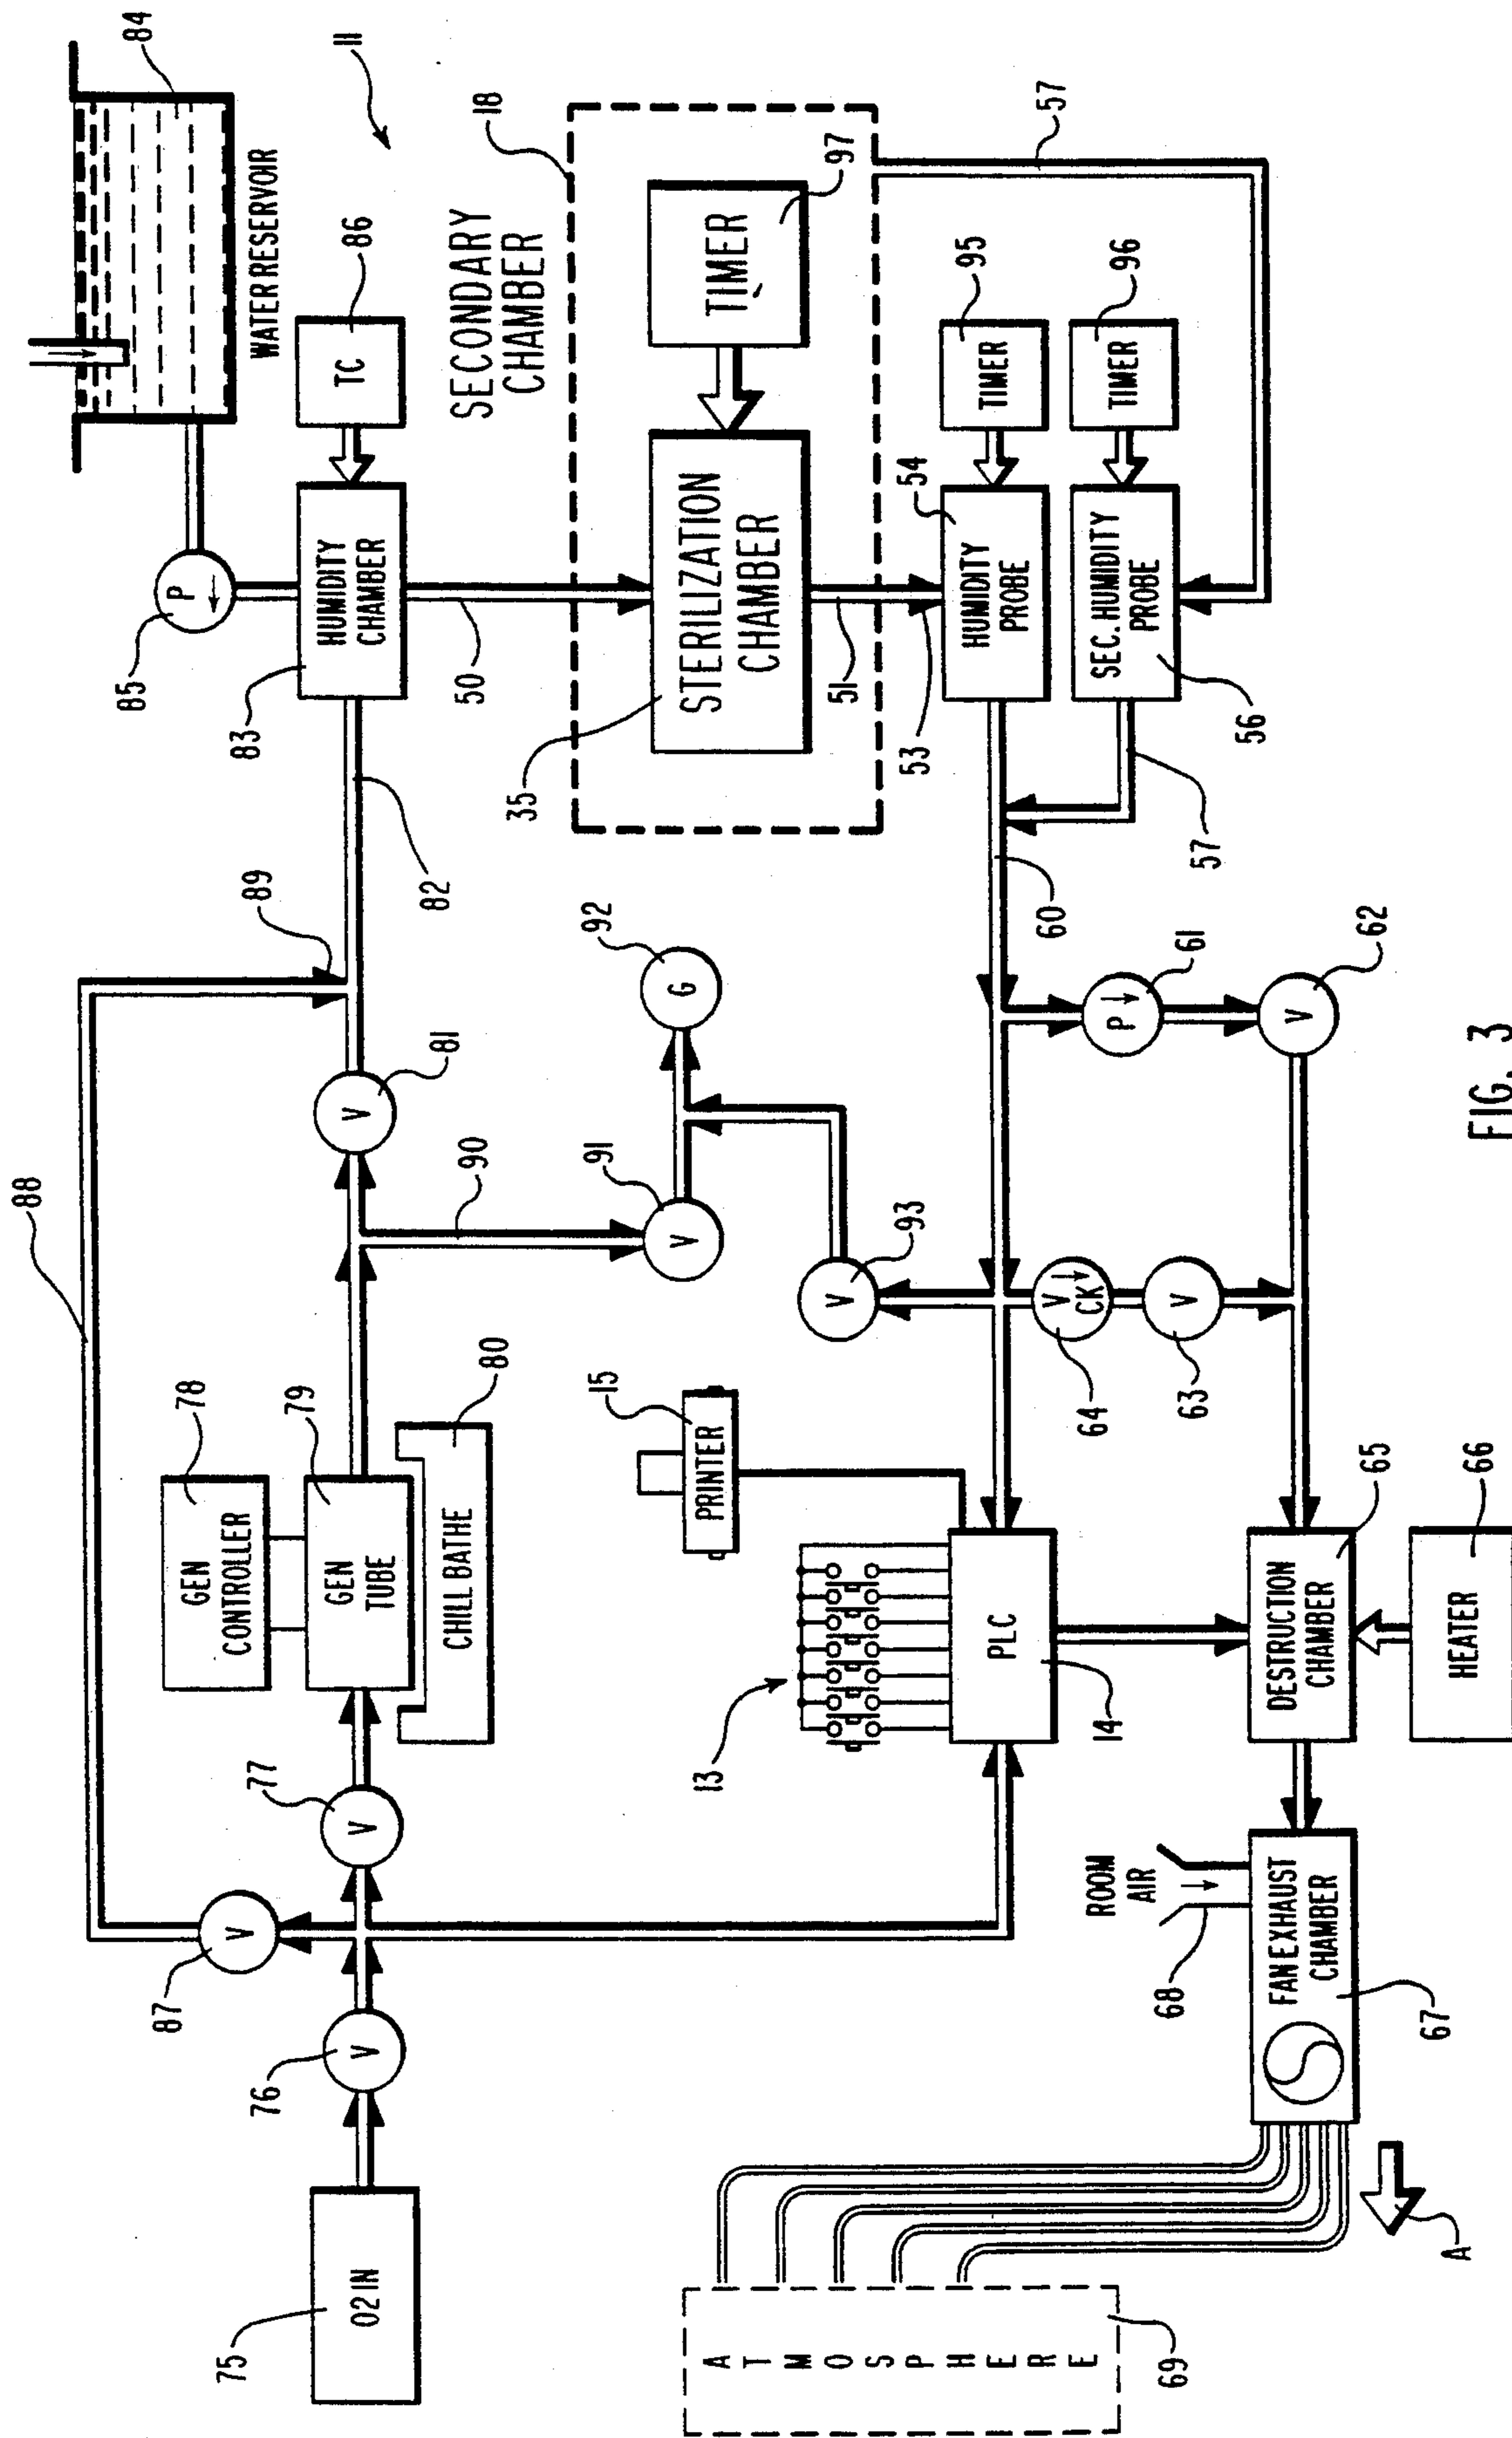 84
WATER RESERVOIR
11
85
P
TC
86
HUMIDITY
CHAMBER
83
88
89
82
50
V
81
78
GEN
CONTROLLER
79
GEN
TUBE
CHILL BATHE
80
77
V
87
V
76
V
75
O2 IN
90
91
V
92
G
93
V
18
SECONDARY
CHAMBER
TIMER
97
STERILIZATION
CHAMBER
35
51
53
54
HUMIDITY
PROBE
TIMER
95
SEC. HUMIDITY
PROBE
56
TIMER
96
57
57
60
P
61
V
62
V
CK
64
V
63
15
PRINTER
13
PLC
14
DESTRUCTION
CHAMBER
65
HEATER
66
ROOM
AIR
68
FAN EXHAUST
CHAMBER
67
A
ATMOSPHERE
69
FIG. 3